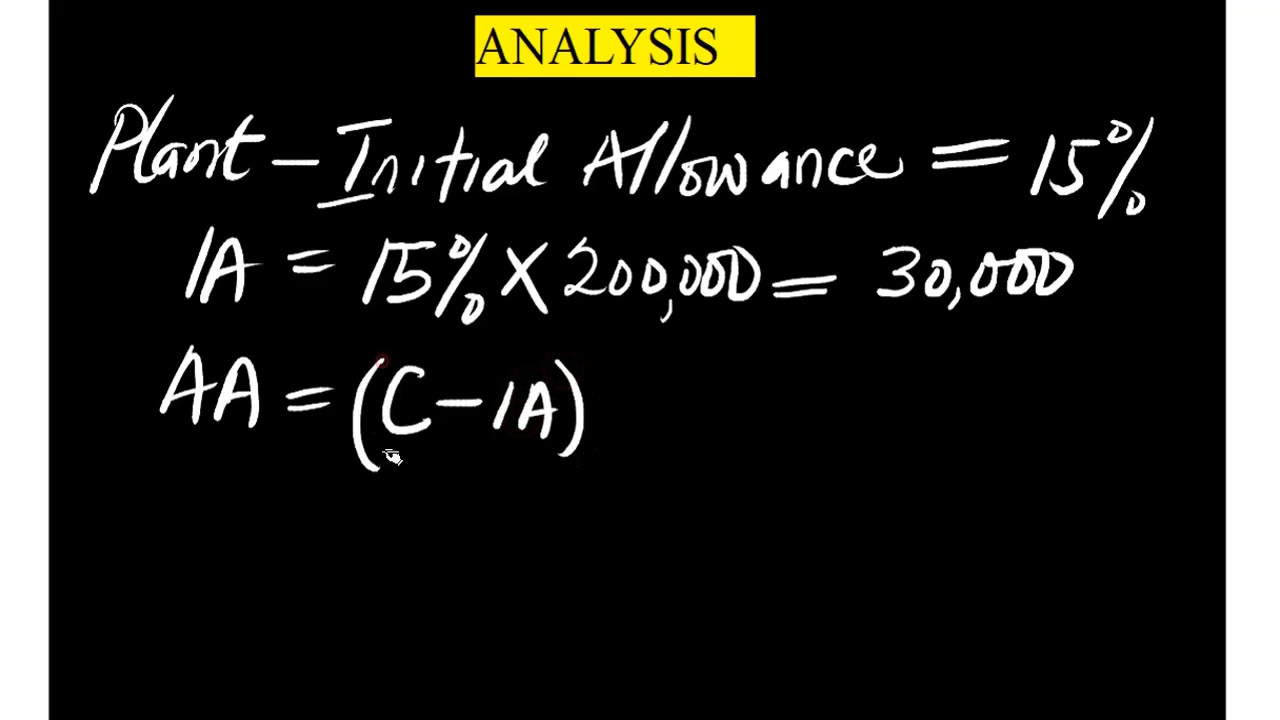 ANALYSIS
Plant – Initial Allowance = 15%
IA = 15% X 200,000 = 30,000
AA = (C - IA)